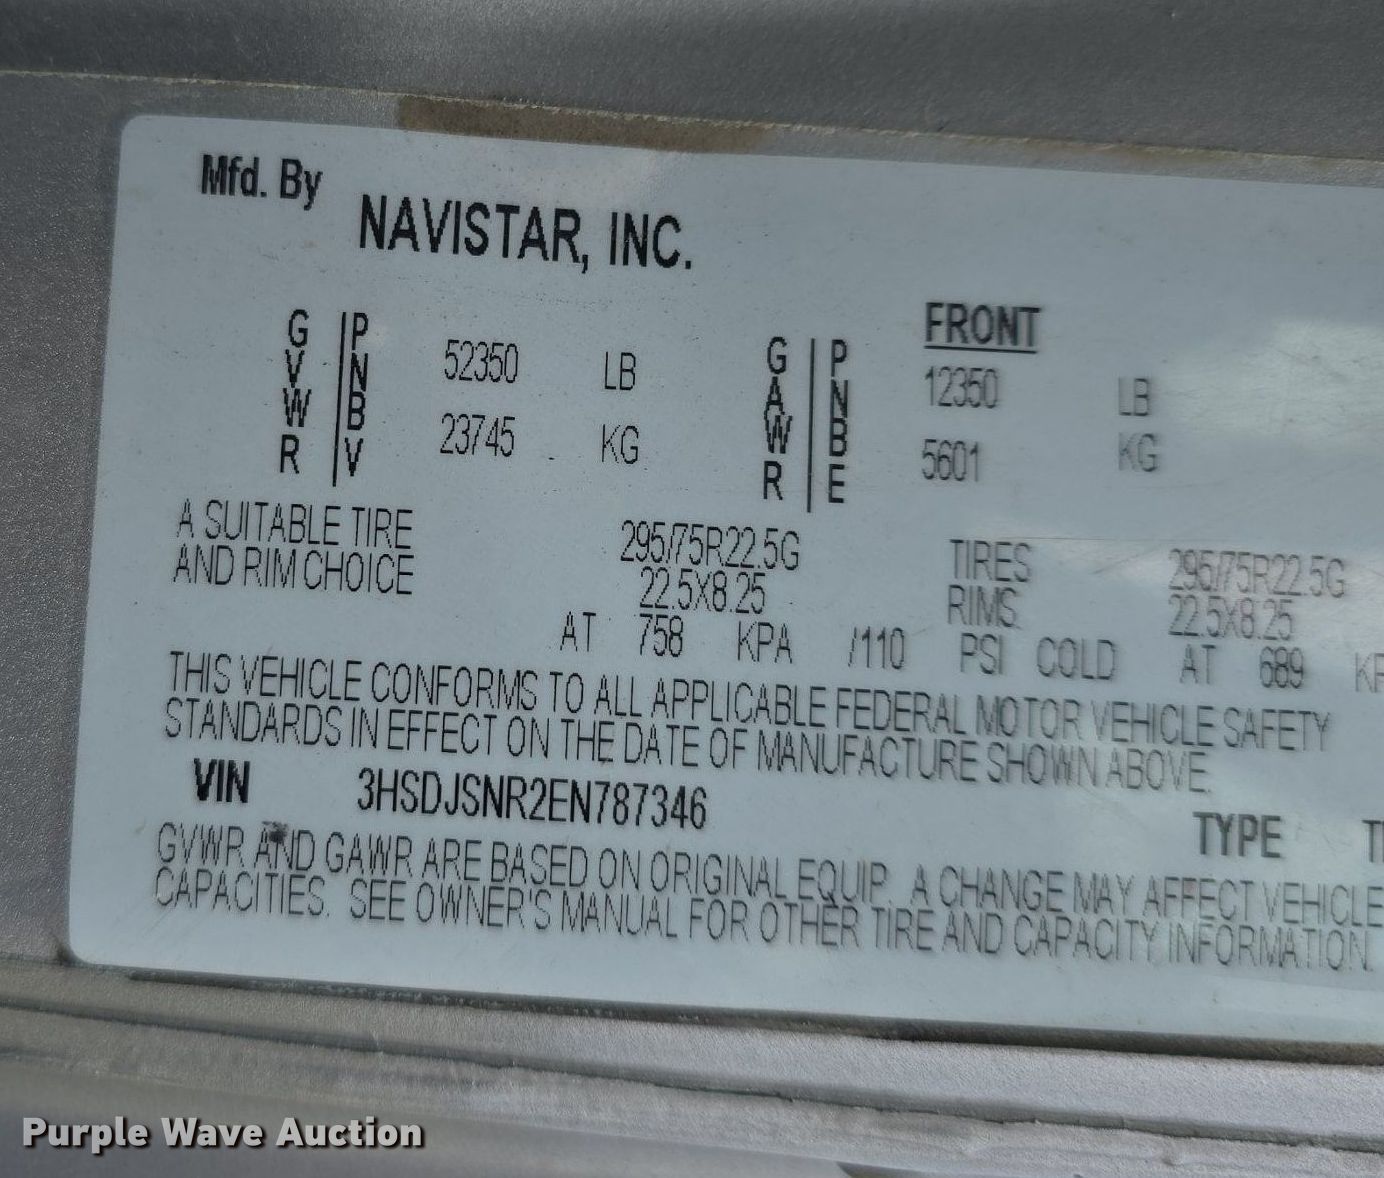 Mfd. By
NAVISTAR, INC.
FRONT
GVWR | PNBV 52350 LB GAWR | PNBE 12350 LB
23745 KG 5601 KG
A SUITABLE TIRE 295/75R22.5G TIRES 295/75R22.5G
AND RIM CHOICE 22.5X8.25 RIMS 22.5X8.25
AT 758 KPA /110 PSI COLD AT 689
THIS VEHICLE CONFORMS TO ALL APPLICABLE FEDERAL MOTOR VEHICLE SAFETY
STANDARDS IN EFFECT ON THE DATE OF MANUFACTURE SHOWN ABOVE.
VIN 3HSDJSNR2EN787346 TYPE
GVWR AND GAWR ARE BASED ON ORIGINAL EQUIP. A CHANGE MAY AFFECT VEHICLE
CAPACITIES. SEE OWNER'S MANUAL FOR OTHER TIRE AND CAPACITY INFORMATION.
Purple Wave Auction